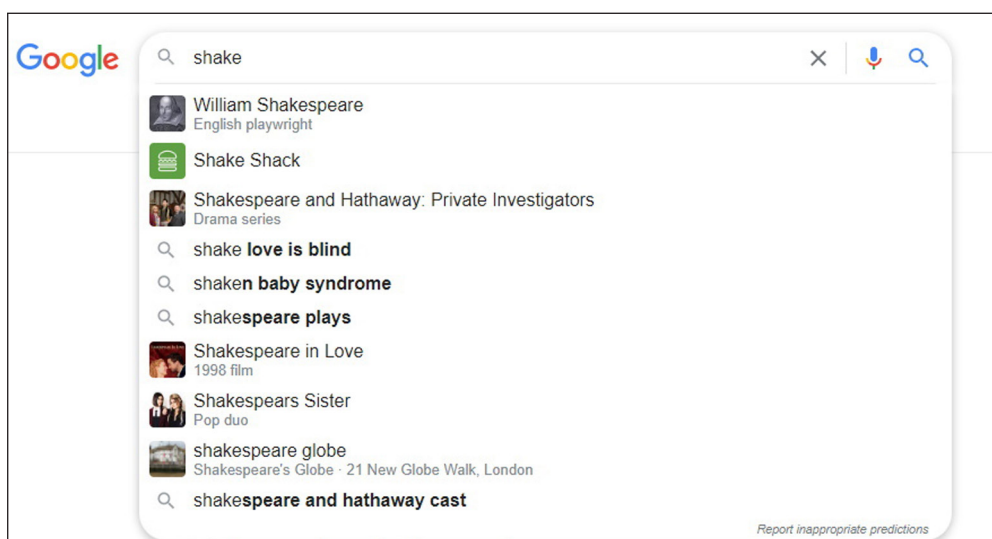 Google
shake
William Shakespeare
English playwright
Shake Shack
Shakespeare and Hathaway: Private Investigators
Drama series
shake love is blind
shaken baby syndrome
shakespeare plays
Shakespeare in Love
1998 film
Shakespears Sister
Pop duo
shakespeare globe
Shakespeare's Globe · 21 New Globe Walk, London
shakespeare and hathaway cast
Report inappropriate predictions